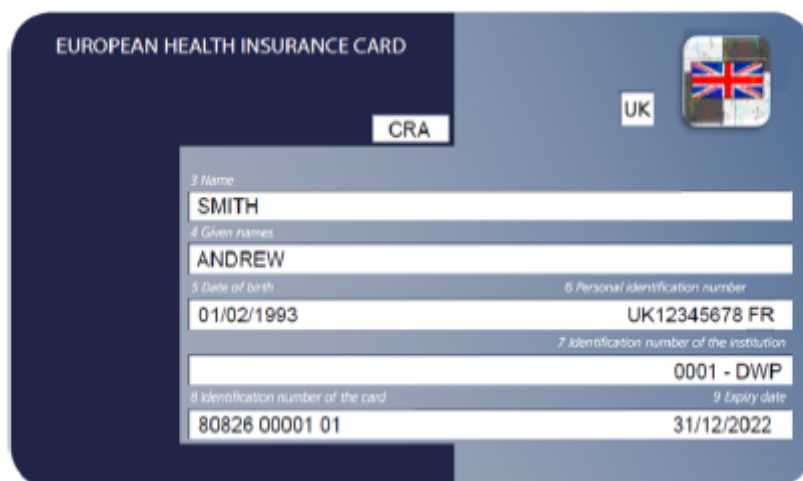 EUROPEAN HEALTH INSURANCE CARD
UK
CRA
3 Name
SMITH
4 Given names
ANDREW
5 Date of birth 6 Personal identification number
01/02/1993 UK12345678 FR
7 Identification number of the institution
0001 - DWP
8 Identification number of the card 9 Expiry date
80826 00001 01 31/12/2022